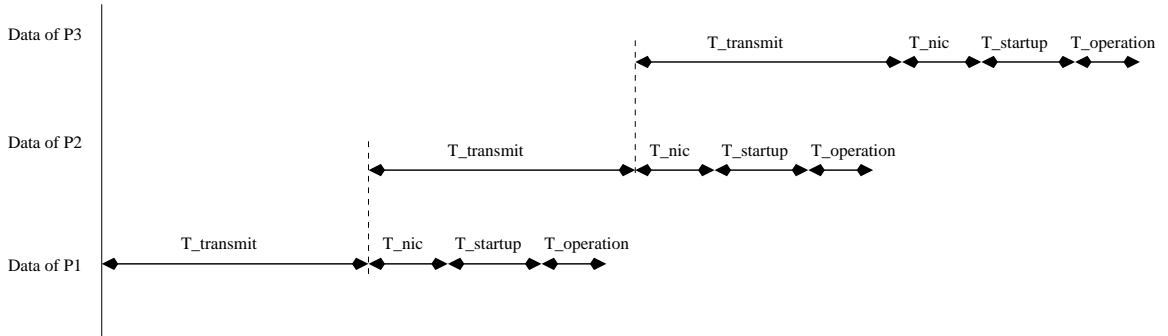 Data of P3
T_transmit
T_nic
T_startup
T_operation
Data of P2
T_transmit
T_nic
T_startup
T_operation
Data of P1
T_transmit
T_nic
T_startup
T_operation